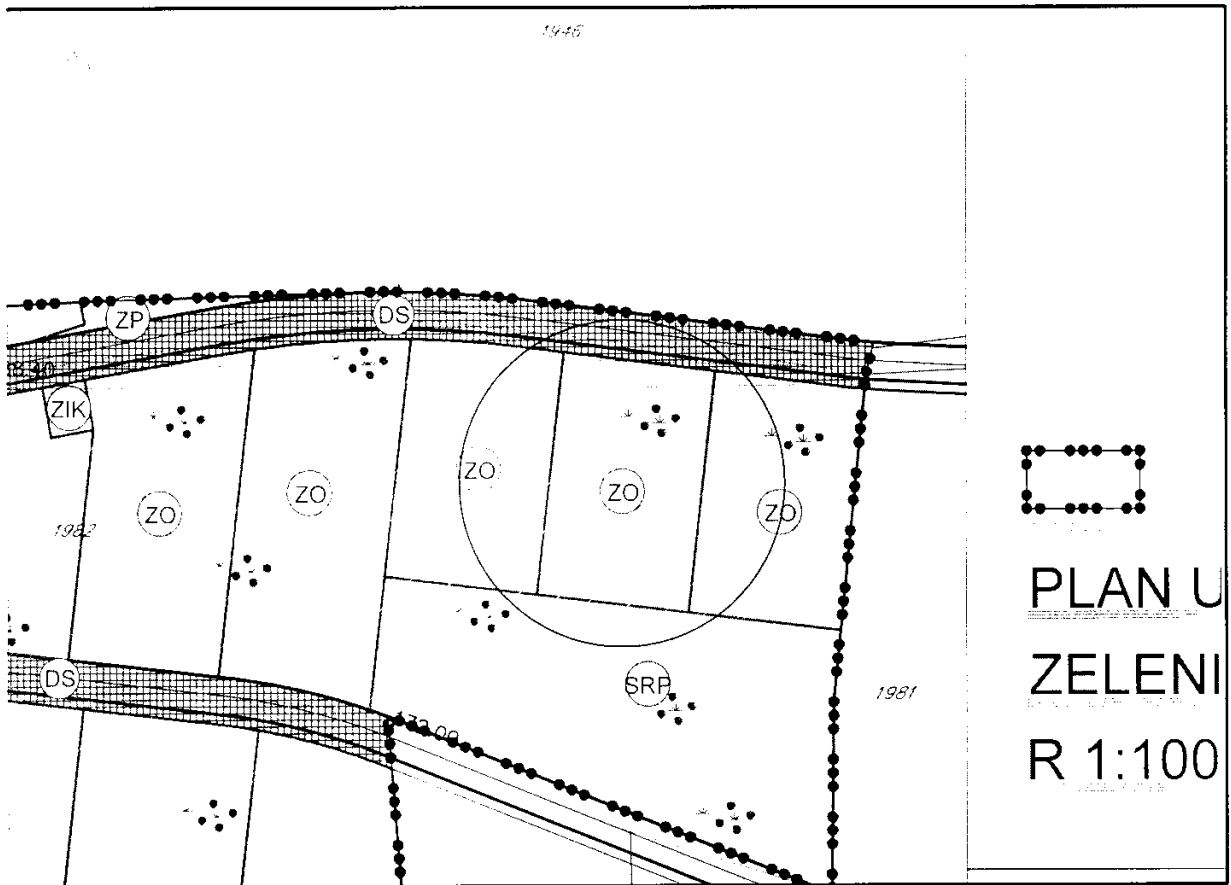 1946
ZP
DS
ZIK
ZO
ZO
ZO
ZO
ZO
1982
DS
SRP
1981
PLAN U
ZELENI
R 1:100